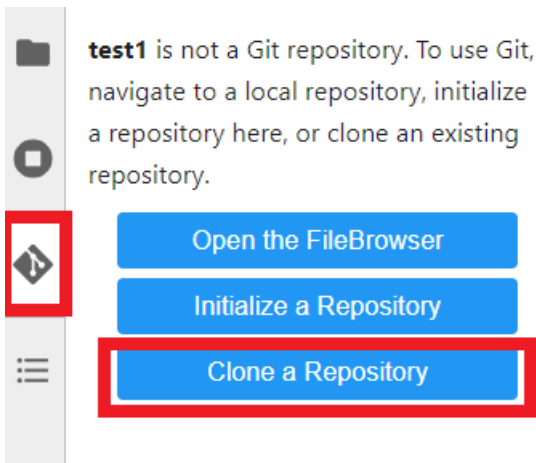 test1 is not a Git repository. To use Git,
navigate to a local repository, initialize
a repository here, or clone an existing
repository.
Open the FileBrowser
Initialize a Repository
Clone a Repository